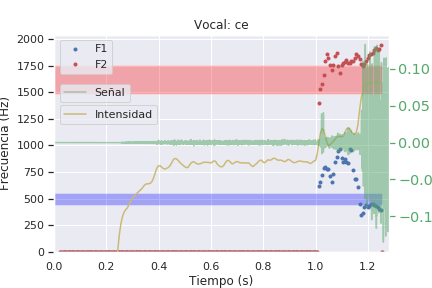 Vocal: ce
F1
F2
Señal
Intensidad
Frecuencia (Hz)
2000
1750
1500
1250
1000
750
500
250
0
0.10
0.05
0.00
−0.0
−0.1
0.0 0.2 0.4 0.6 0.8 1.0 1.2
Tiempo (s)